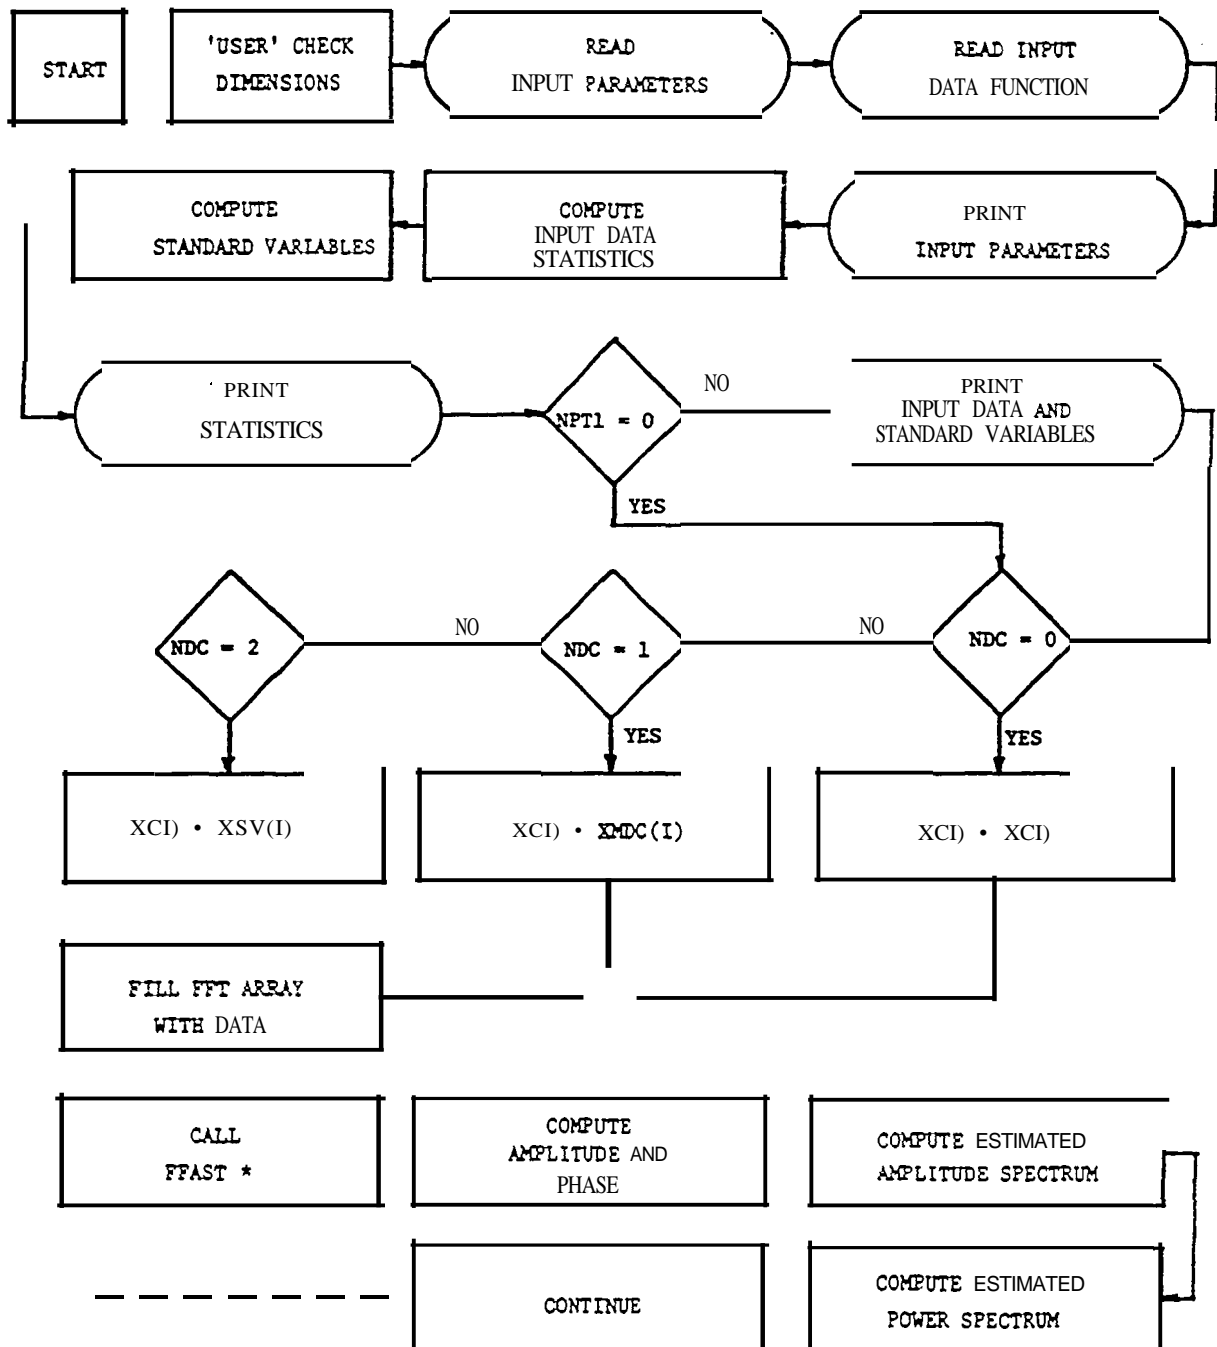 START
'USER' CHECK
DIMENSIONS
READ
INPUT PARAMETERS
READ INPUT
DATA FUNCTION
COMPUTE
STANDARD VARIABLES
COMPUTE
INPUT DATA
STATISTICS
PRINT
INPUT PARAMETERS
PRINT
STATISTICS
NPT1 = 0
NO
PRINT
INPUT DATA AND
STANDARD VARIABLES
YES
NDC = 2
NO
NDC = 1
NO
NDC = 0
YES
YES
XCI) • XSV(I)
XCI) • XMDC(I)
XCI) • XCI)
FILL FFT ARRAY
WITH DATA
CALL
FFAST *
COMPUTE
AMPLITUDE AND
PHASE
COMPUTE ESTIMATED
AMPLITUDE SPECTRUM
CONTINUE
COMPUTE ESTIMATED
POWER SPECTRUM